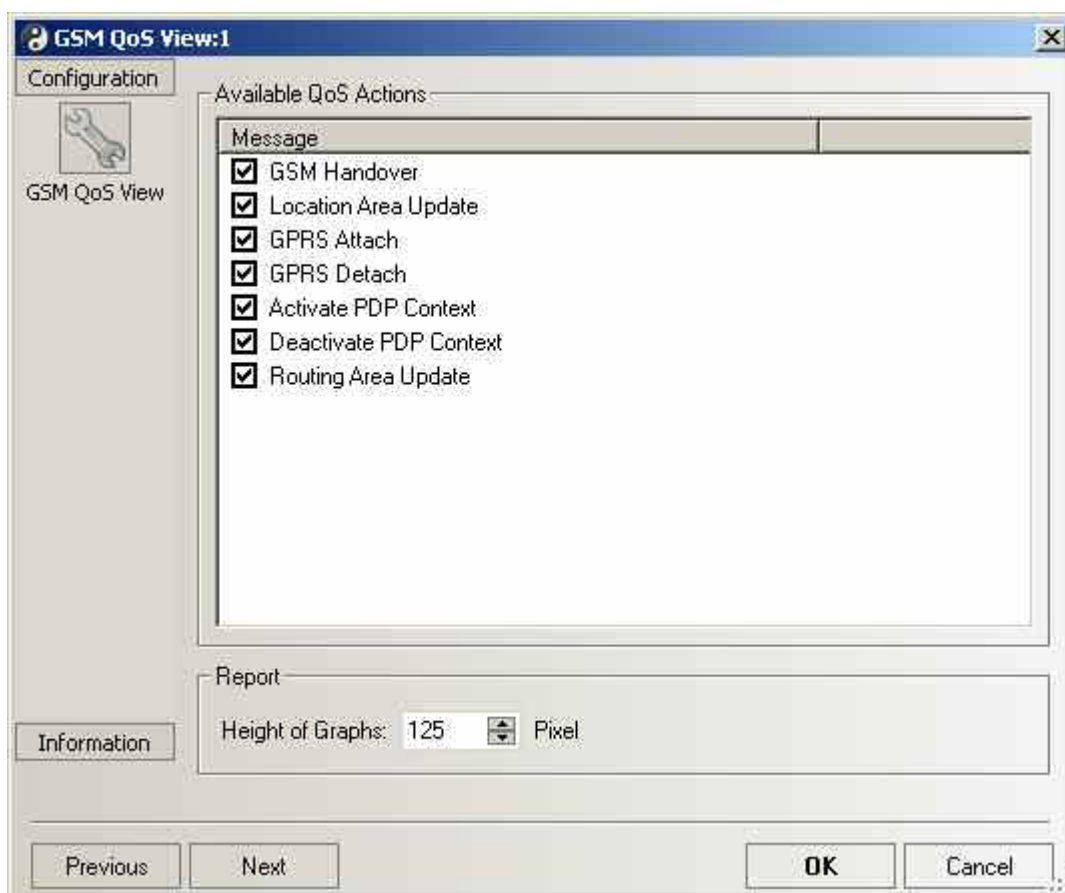 GSM QoS View:1
Configuration
GSM QoS View
Available QoS Actions
Message
GSM Handover
Location Area Update
GPRS Attach
GPRS Detach
Activate PDP Context
Deactivate PDP Context
Routing Area Update
Report
Height of Graphs: 125 Pixel
Information
Previous Next OK Cancel